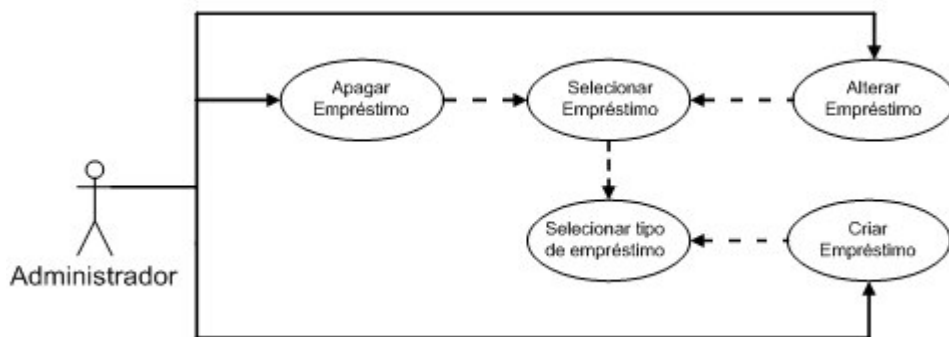 Apagar
Empréstimo
Selecionar
Empréstimo
Alterar
Empréstimo
Administrador
Selecionar tipo
de empréstimo
Criar
Empréstimo